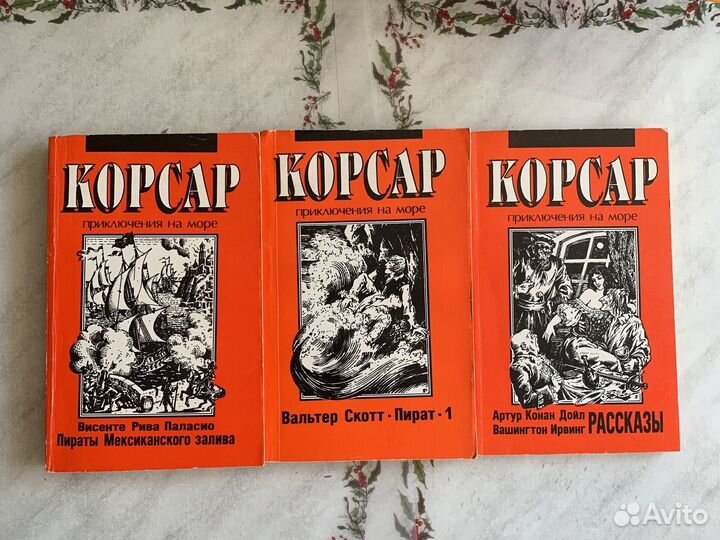 КОРСАР
приключения на море
Висенте Рива Паласио
Пираты Мексиканского залива
КОРСАР
приключения на море
Вальтер Скотт - Пират - 1
КОРСАР
приключения на море
Артур Конан Дойл
Вашингтон Ирвинг РАССКАЗЫ
Avito